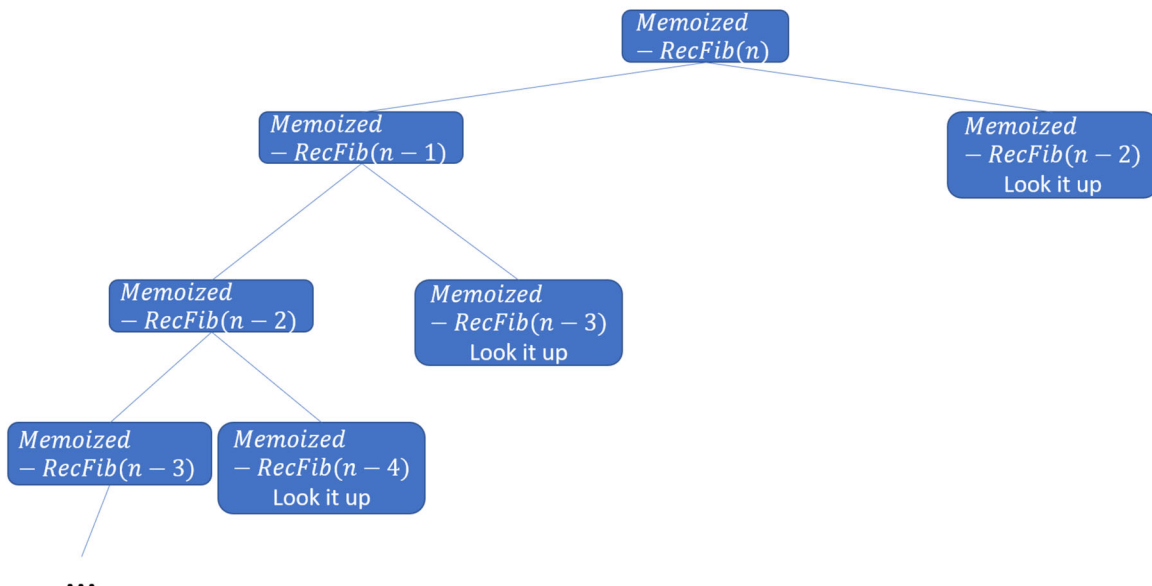 Memoized
− RecFib(n)
Memoized
− RecFib(n − 1)
Memoized
− RecFib(n − 2)
Look it up
Memoized
− RecFib(n − 2)
Memoized
− RecFib(n − 3)
Look it up
Memoized
− RecFib(n − 3)
Memoized
− RecFib(n − 4)
Look it up
...